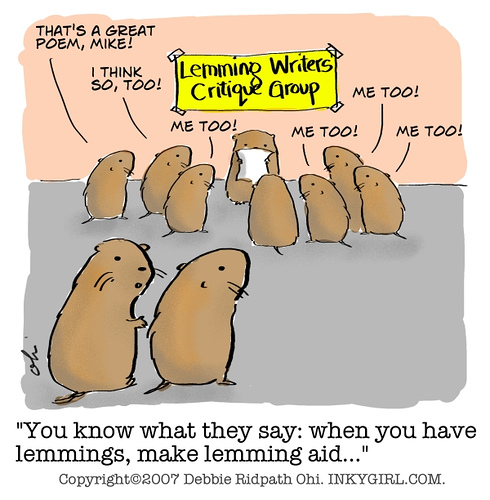 THAT'S A GREAT
POEM, MIKE!
I THINK
SO, TOO!
Lemming Writers'
Critique Group
ME TOO!
ME TOO!
ME TOO!
ME TOO!
ohi
"You know what they say: when you have
lemmings, make lemming aid..."
Copyright©2007 Debbie Ridpath Ohi. INKYGIRL.COM.